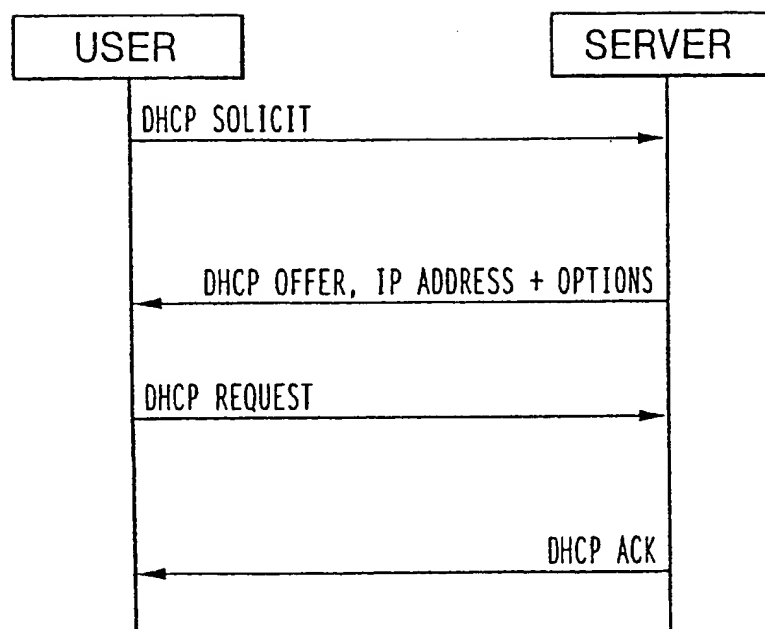 USER
SERVER
DHCP SOLICIT
DHCP OFFER, IP ADDRESS + OPTIONS
DHCP REQUEST
DHCP ACK